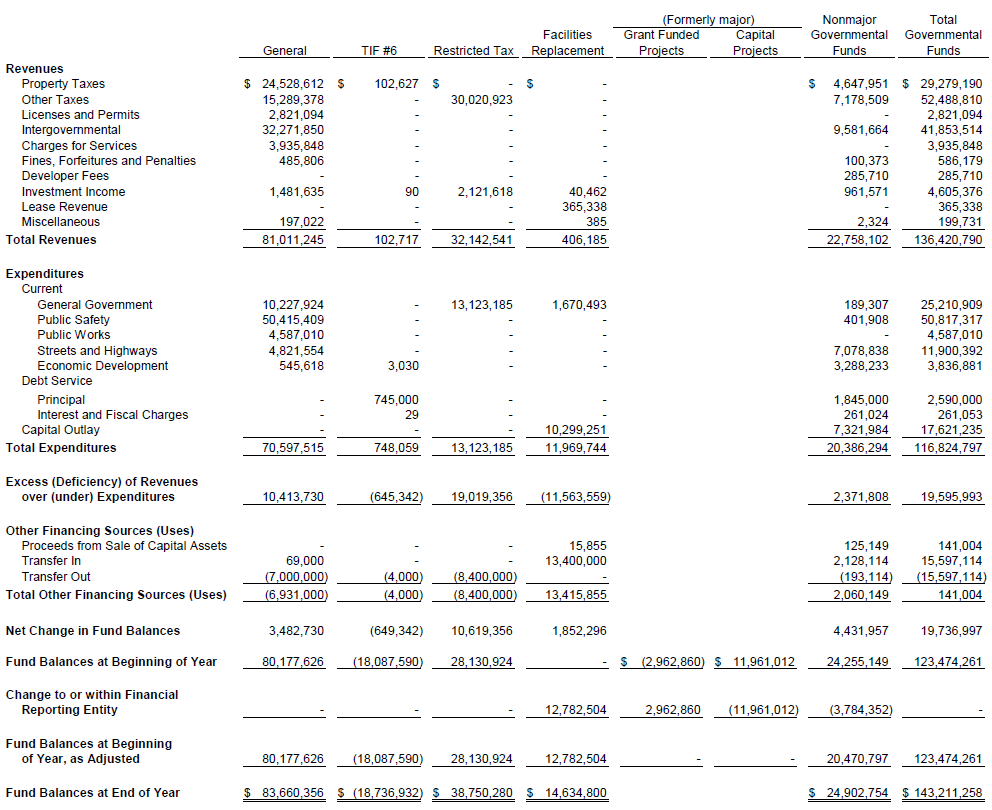 (Formerly major) Nonmajor Total
Facilities Grant Funded Capital Governmental Governmental
General TIF #6 Restricted Tax Replacement Projects Projects Funds Funds
Revenues
Property Taxes $ 24,528,612 $ 102,627 $ - $ - $ 4,647,951 $ 29,279,190
Other Taxes 15,289,378 - 30,020,923 - 7,178,509 52,488,810
Licenses and Permits 2,821,094 - - - - 2,821,094
Intergovernmental 32,271,850 - - - 9,581,664 41,853,514
Charges for Services 3,935,848 - - - - 3,935,848
Fines, Forfeitures and Penalties 485,806 - - - 100,373 586,179
Developer Fees - - - - 285,710 285,710
Investment Income 1,481,635 90 2,121,618 40,462 961,571 4,605,376
Lease Revenue - - - 365,338 - 365,338
Miscellaneous 197,022 - - 385 2,324 199,731
Total Revenues 81,011,245 102,717 32,142,541 406,185 22,758,102 136,420,790
Expenditures
Current
General Government 10,227,924 - 13,123,185 1,670,493 189,307 25,210,909
Public Safety 50,415,409 - - - 401,908 50,817,317
Public Works 4,587,010 - - - - 4,587,010
Streets and Highways 4,821,554 - - - 7,078,838 11,900,392
Economic Development 545,618 3,030 - - 3,288,233 3,836,881
Debt Service
Principal - 745,000 - - 1,845,000 2,590,000
Interest and Fiscal Charges - 29 - - 261,024 261,053
Capital Outlay - - - 10,299,251 7,321,984 17,621,235
Total Expenditures 70,597,515 748,059 13,123,185 11,969,744 20,386,294 116,824,797
Excess (Deficiency) of Revenues
over (under) Expenditures 10,413,730 (645,342) 19,019,356 (11,563,559) 2,371,808 19,595,993
Other Financing Sources (Uses)
Proceeds from Sale of Capital Assets - - - 15,855 125,149 141,004
Transfer In 69,000 - - 13,400,000 2,128,114 15,597,114
Transfer Out (7,000,000) (4,000) (8,400,000) - (193,114) (15,597,114)
Total Other Financing Sources (Uses) (6,931,000) (4,000) (8,400,000) 13,415,855 2,060,149 141,004
Net Change in Fund Balances 3,482,730 (649,342) 10,619,356 1,852,296 4,431,957 19,736,997
Fund Balances at Beginning of Year 80,177,626 (18,087,590) 28,130,924 - $ (2,962,860) $ 11,961,012 24,255,149 123,474,261
Change to or within Financial
Reporting Entity - - - 12,782,504 2,962,860 (11,961,012) (3,784,352) -
Fund Balances at Beginning
of Year, as Adjusted 80,177,626 (18,087,590) 28,130,924 12,782,504 - - 20,470,797 123,474,261
Fund Balances at End of Year $ 83,660,356 $ (18,736,932) $ 38,750,280 $ 14,634,800 $ 24,902,754 $ 143,211,258